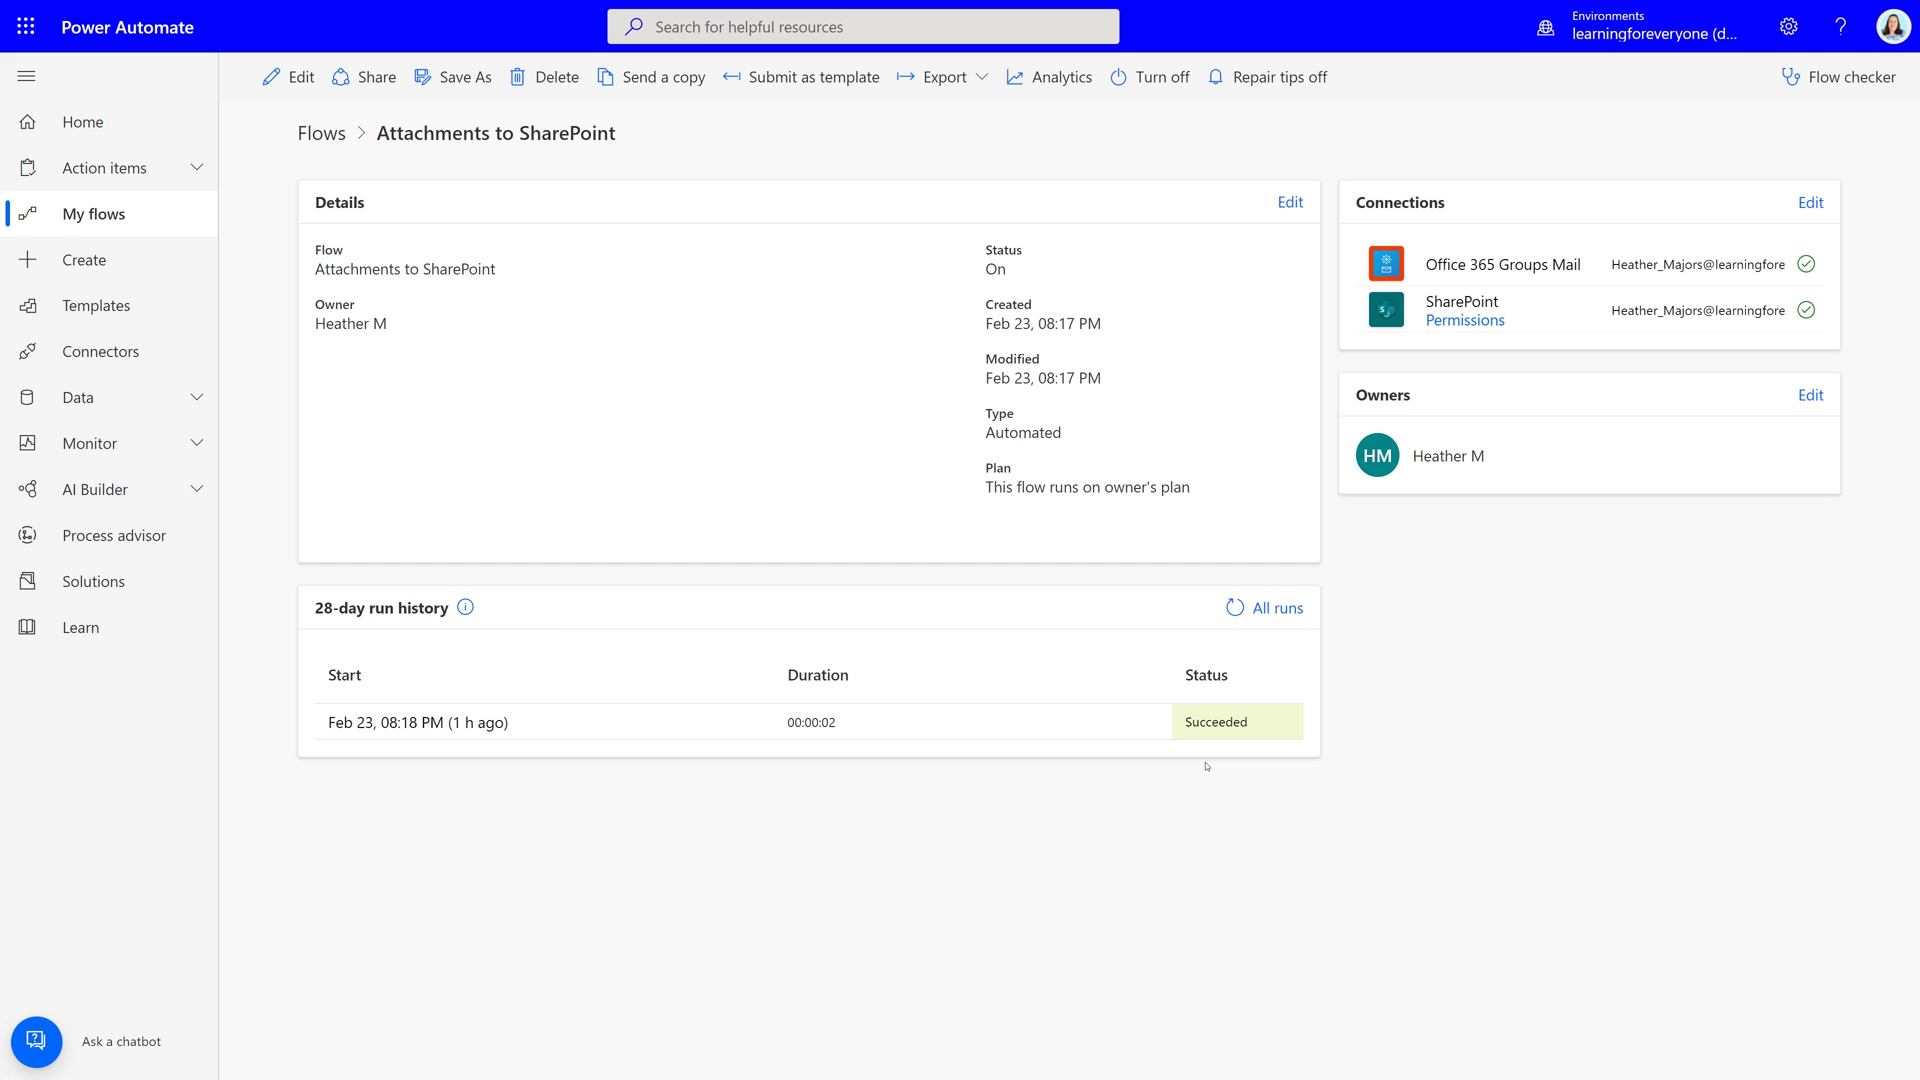 Power Automate
Search for helpful resources
Environments
learningforeveryone (d...
?
Edit
Share
Save As
Delete
Send a copy
Submit as template
Export
Analytics
Turn off
Repair tips off
Flow checker
Home
Action items
My flows
Create
Templates
Connectors
Data
Monitor
AI Builder
Process advisor
Solutions
Learn
Ask a chatbot
Flows > Attachments to SharePoint
Details
Edit
Flow
Attachments to SharePoint
Owner
Heather M
Status
On
Created
Feb 23, 08:17 PM
Modified
Feb 23, 08:17 PM
Type
Automated
Plan
This flow runs on owner's plan
28-day run history
All runs
Start Duration Status
Feb 23, 08:18 PM (1 h ago) 00:00:02 Succeeded
Connections
Edit
Office 365 Groups Mail Heather_Majors@learningfore
SharePoint
Permissions
Heather_Majors@learningfore
Owners
Edit
HM Heather M